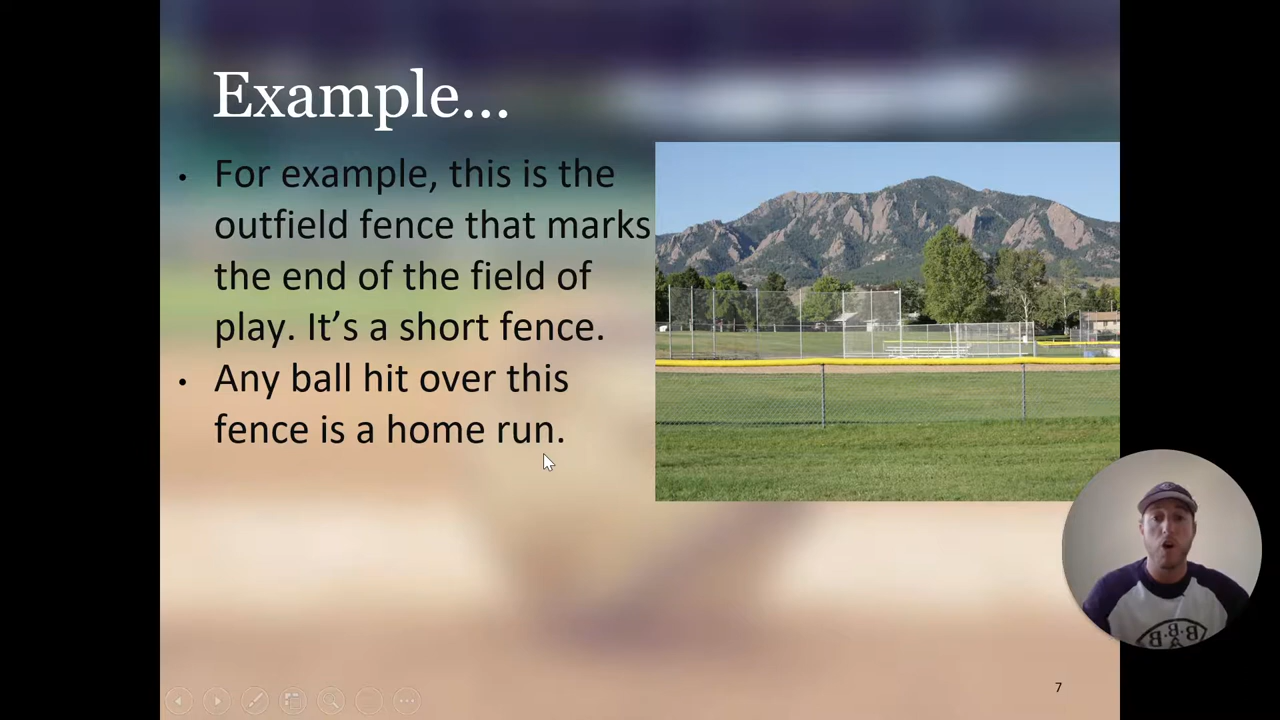 Example...
• For example, this is the
outfield fence that marks
the end of the field of
play. It’s a short fence.
• Any ball hit over this
fence is a home run.
7